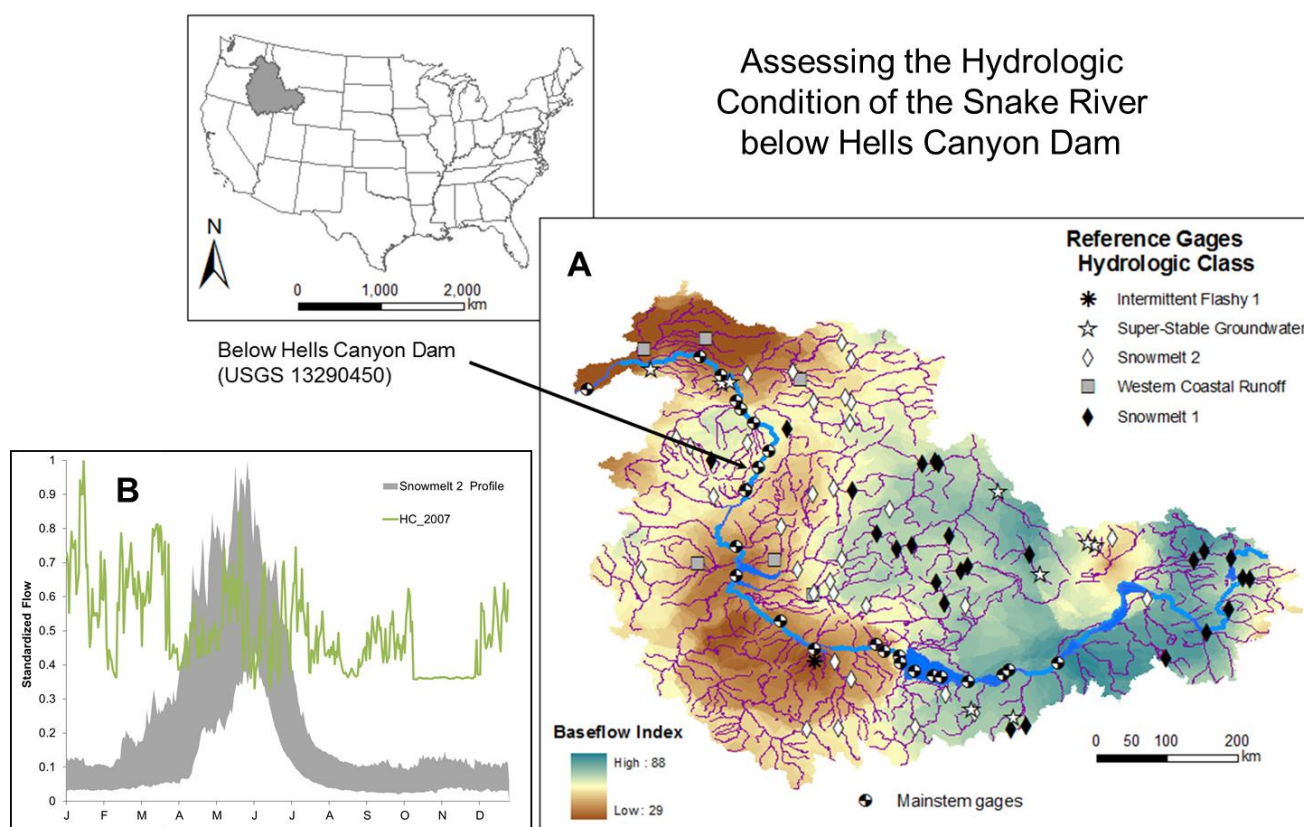 Assessing the Hydrologic
Condition of the Snake River
below Hells Canyon Dam
N
0
1,000
2,000
km
Below Hells Canyon Dam
(USGS 13290450)
A
Reference Gages
Hydrologic Class
Intermittent Flashy 1
Super-Stable Groundwater
Snowmelt 2
Western Coastal Runoff
Snowmelt 1
Baseflow Index
High : 88
Low : 29
Mainstem gages
0 50 100 200
km
B
Snowmelt 2 Profile
HC_2007
Standardized Flow
1
0.9
0.8
0.7
0.6
0.5
0.4
0.3
0.2
0.1
0
J F M A M J J A S O N D